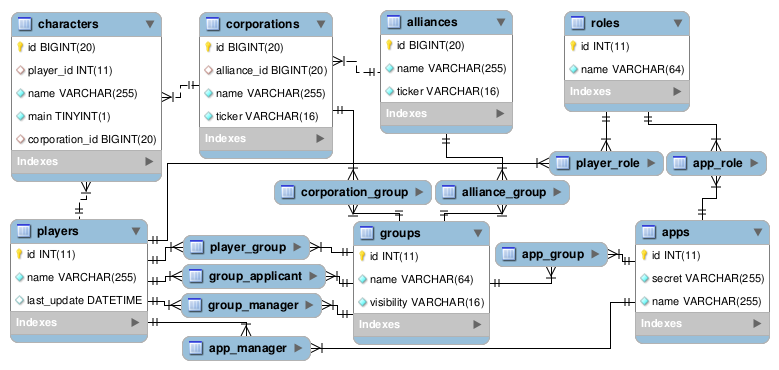 characters
id BIGINT(20)
player_id INT(11)
name VARCHAR(255)
main TINYINT(1)
corporation_id BIGINT(20)
Indexes
corporations
id BIGINT(20)
alliance_id BIGINT(20)
name VARCHAR(255)
ticker VARCHAR(16)
Indexes
alliances
id BIGINT(20)
name VARCHAR(255)
ticker VARCHAR(16)
Indexes
roles
id INT(11)
name VARCHAR(64)
Indexes
player_role
app_role
corporation_group
alliance_group
players
id INT(11)
name VARCHAR(255)
last_update DATETIME
Indexes
player_group
group_applicant
group_manager
app_manager
groups
id INT(11)
name VARCHAR(64)
visibility VARCHAR(16)
Indexes
app_group
apps
id INT(11)
secret VARCHAR(255)
name VARCHAR(255)
Indexes